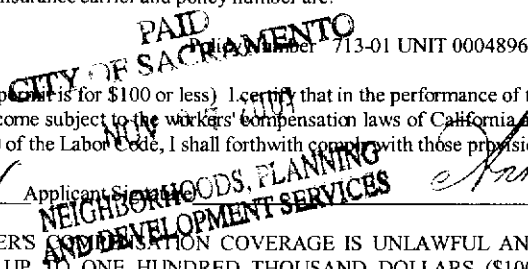 insurance carrier and policy number are:
PAID
CITY OF SACRAMENTO
Policy Number 713-01 UNIT 0004896
permit is for $100 or less) I certify that in the performance of t
come subject to the workers' compensation laws of California
NOV
of the Labor Code, I shall forthwith comply with those provisi
Applicant Signature
NEIGHBORHOODS, PLANNING
AND DEVELOPMENT SERVICES
ER'S COMPENSATION COVERAGE IS UNLAWFUL AN
UP TO ONE HUNDRED THOUSAND DOLLARS ($100